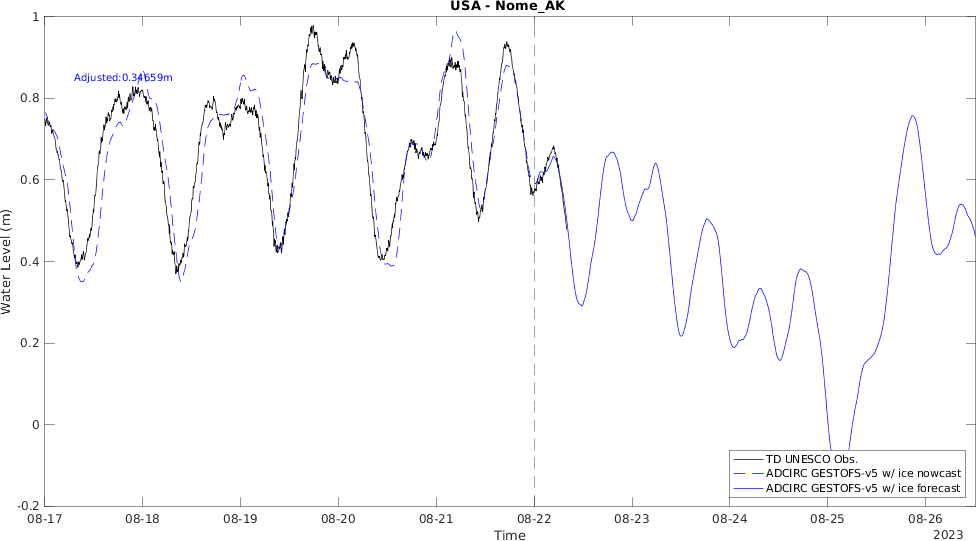 USA - Nome_AK
1
Adjusted:0.34659m
0.8
0.6
0.4
0.2
0
-0.2
Water Level (m)
TD UNESCO Obs.
ADCIRC GESTOFS-v5 w/ ice nowcast
ADCIRC GESTOFS-v5 w/ ice forecast
08-17 08-18 08-19 08-20 08-21 08-22 08-23 08-24 08-25 08-26
Time
2023